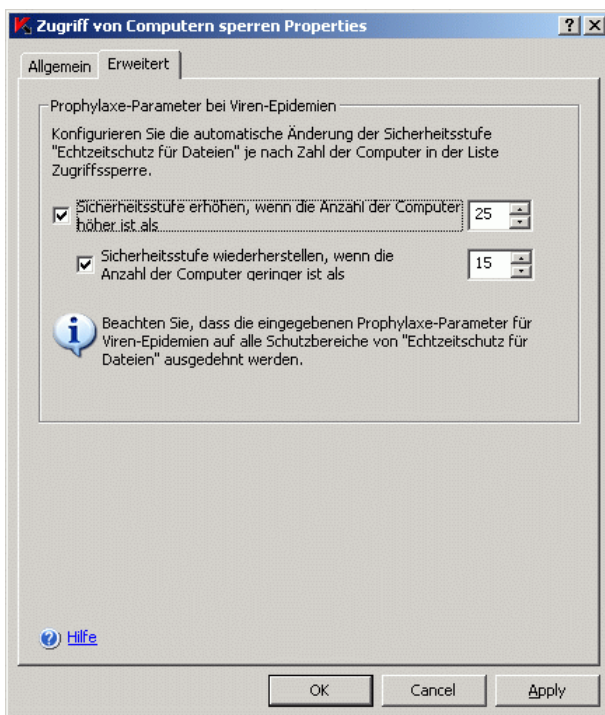 Zugriff von Computern sperren Properties
Allgemein
Erweitert
Prophylaxe-Parameter bei Viren-Epidemien
Konfigurieren Sie die automatische Änderung der Sicherheitsstufe
"Echtzeitschutz für Dateien" je nach Zahl der Computer in der Liste
Zugriffssperre.
Sicherheitsstufe erhöhen, wenn die Anzahl der Computer
höher ist als
25
Sicherheitsstufe wiederherstellen, wenn die
Anzahl der Computer geringer ist als
15
Beachten Sie, dass die eingegebenen Prophylaxe-Parameter für
Viren-Epidemien auf alle Schutzbereiche von "Echtzeitschutz für
Dateien" ausgedehnt werden.
Hilfe
OK
Cancel
Apply